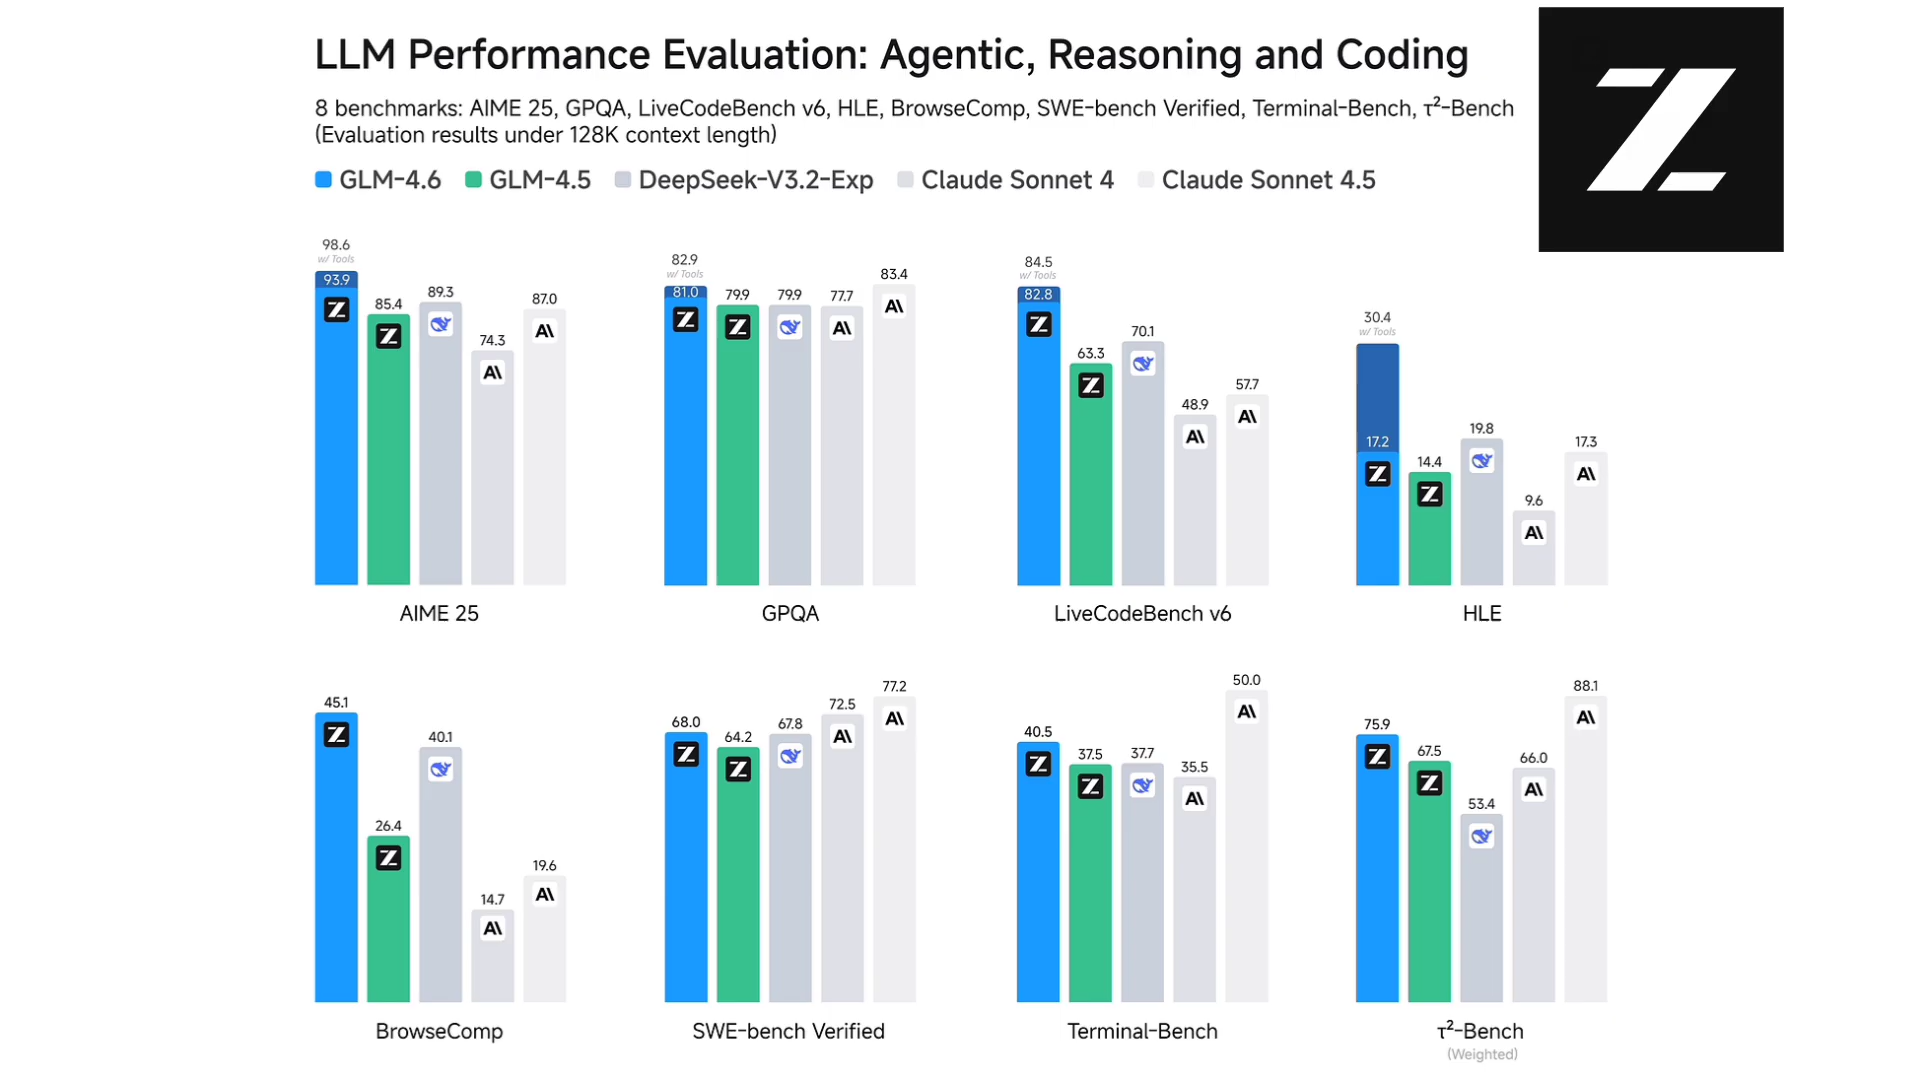 LLM Performance Evaluation: Agentic, Reasoning and Coding
8 benchmarks: AIME 25, GPQA, LiveCodeBench v6, HLE, BrowseComp, SWE-bench Verified, Terminal-Bench, τ²-Bench
(Evaluation results under 128K context length)
GLM-4.6 GLM-4.5 DeepSeek-V3.2-Exp Claude Sonnet 4 Claude Sonnet 4.5
98.6
w/ Tools
93.9
85.4
89.3
74.3
87.0
AIME 25
82.9
w/ Tools
81.0
79.9
79.9
77.7
83.4
GPQA
84.5
w/ Tools
82.8
63.3
70.1
48.9
57.7
LiveCodeBench v6
30.4
w/ Tools
17.2
14.4
19.8
9.6
17.3
HLE
45.1
26.4
40.1
14.7
19.6
BrowseComp
68.0
64.2
67.8
72.5
77.2
SWE-bench Verified
40.5
37.5
37.7
35.5
50.0
Terminal-Bench
75.9
67.5
53.4
66.0
88.1
τ²-Bench
(Weighted)